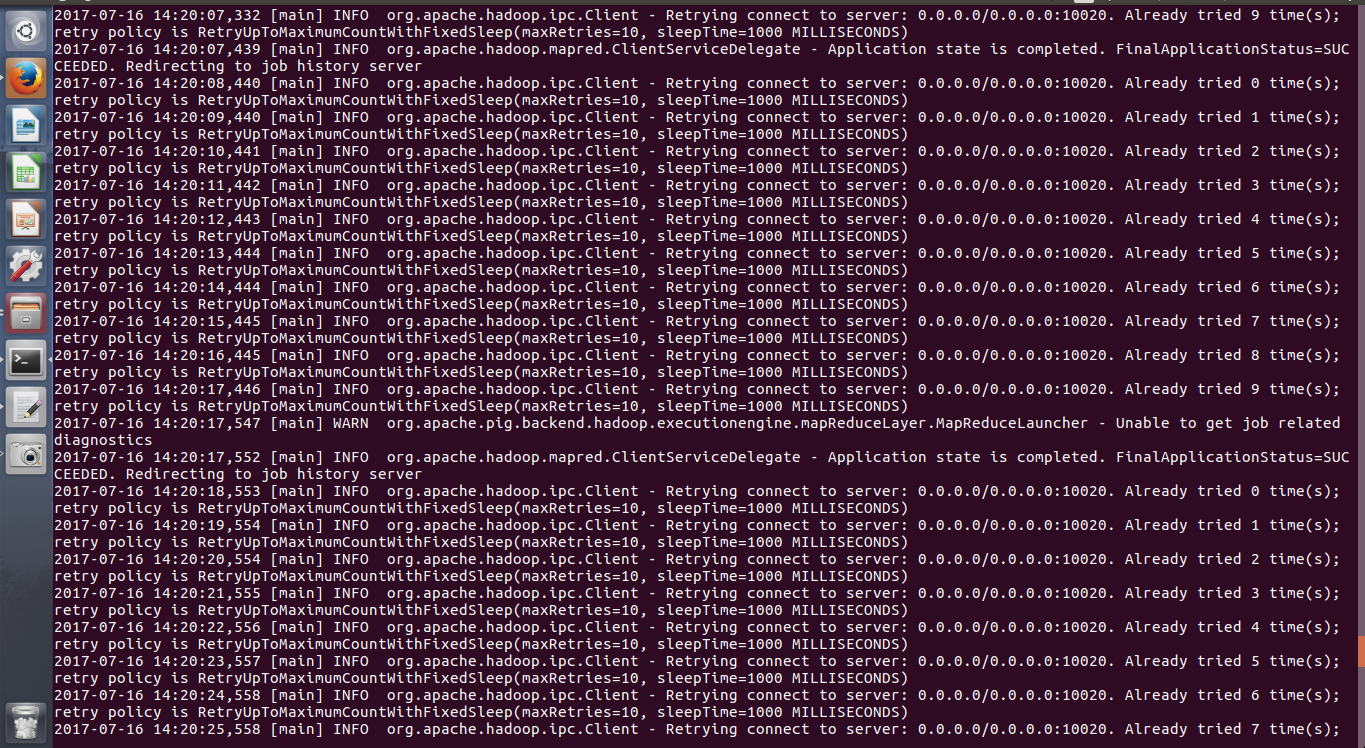 2017-07-16 14:20:07,332 [main] INFO  org.apache.hadoop.ipc.Client - Retrying connect to server: 0.0.0.0/0.0.0.0:10020. Already tried 9 time(s);
retry policy is RetryUpToMaximumCountWithFixedSleep(maxRetries=10, sleepTime=1000 MILLISECONDS)
2017-07-16 14:20:07,439 [main] INFO  org.apache.hadoop.mapred.ClientServiceDelegate - Application state is completed. FinalApplicationStatus=SUC
CEEDED. Redirecting to job history server
2017-07-16 14:20:08,440 [main] INFO  org.apache.hadoop.ipc.Client - Retrying connect to server: 0.0.0.0/0.0.0.0:10020. Already tried 0 time(s);
retry policy is RetryUpToMaximumCountWithFixedSleep(maxRetries=10, sleepTime=1000 MILLISECONDS)
2017-07-16 14:20:09,440 [main] INFO  org.apache.hadoop.ipc.Client - Retrying connect to server: 0.0.0.0/0.0.0.0:10020. Already tried 1 time(s);
retry policy is RetryUpToMaximumCountWithFixedSleep(maxRetries=10, sleepTime=1000 MILLISECONDS)
2017-07-16 14:20:10,441 [main] INFO  org.apache.hadoop.ipc.Client - Retrying connect to server: 0.0.0.0/0.0.0.0:10020. Already tried 2 time(s);
retry policy is RetryUpToMaximumCountWithFixedSleep(maxRetries=10, sleepTime=1000 MILLISECONDS)
2017-07-16 14:20:11,442 [main] INFO  org.apache.hadoop.ipc.Client - Retrying connect to server: 0.0.0.0/0.0.0.0:10020. Already tried 3 time(s);
retry policy is RetryUpToMaximumCountWithFixedSleep(maxRetries=10, sleepTime=1000 MILLISECONDS)
2017-07-16 14:20:12,443 [main] INFO  org.apache.hadoop.ipc.Client - Retrying connect to server: 0.0.0.0/0.0.0.0:10020. Already tried 4 time(s);
retry policy is RetryUpToMaximumCountWithFixedSleep(maxRetries=10, sleepTime=1000 MILLISECONDS)
2017-07-16 14:20:13,444 [main] INFO  org.apache.hadoop.ipc.Client - Retrying connect to server: 0.0.0.0/0.0.0.0:10020. Already tried 5 time(s);
retry policy is RetryUpToMaximumCountWithFixedSleep(maxRetries=10, sleepTime=1000 MILLISECONDS)
2017-07-16 14:20:14,444 [main] INFO  org.apache.hadoop.ipc.Client - Retrying connect to server: 0.0.0.0/0.0.0.0:10020. Already tried 6 time(s);
retry policy is RetryUpToMaximumCountWithFixedSleep(maxRetries=10, sleepTime=1000 MILLISECONDS)
2017-07-16 14:20:15,445 [main] INFO  org.apache.hadoop.ipc.Client - Retrying connect to server: 0.0.0.0/0.0.0.0:10020. Already tried 7 time(s);
retry policy is RetryUpToMaximumCountWithFixedSleep(maxRetries=10, sleepTime=1000 MILLISECONDS)
2017-07-16 14:20:16,445 [main] INFO  org.apache.hadoop.ipc.Client - Retrying connect to server: 0.0.0.0/0.0.0.0:10020. Already tried 8 time(s);
retry policy is RetryUpToMaximumCountWithFixedSleep(maxRetries=10, sleepTime=1000 MILLISECONDS)
2017-07-16 14:20:17,446 [main] INFO  org.apache.hadoop.ipc.Client - Retrying connect to server: 0.0.0.0/0.0.0.0:10020. Already tried 9 time(s);
retry policy is RetryUpToMaximumCountWithFixedSleep(maxRetries=10, sleepTime=1000 MILLISECONDS)
2017-07-16 14:20:17,547 [main] WARN  org.apache.pig.backend.hadoop.executionengine.mapReduceLayer.MapReduceLauncher - Unable to get job related
diagnostics
2017-07-16 14:20:17,552 [main] INFO  org.apache.hadoop.mapred.ClientServiceDelegate - Application state is completed. FinalApplicationStatus=SUC
CEEDED. Redirecting to job history server
2017-07-16 14:20:18,553 [main] INFO  org.apache.hadoop.ipc.Client - Retrying connect to server: 0.0.0.0/0.0.0.0:10020. Already tried 0 time(s);
retry policy is RetryUpToMaximumCountWithFixedSleep(maxRetries=10, sleepTime=1000 MILLISECONDS)
2017-07-16 14:20:19,554 [main] INFO  org.apache.hadoop.ipc.Client - Retrying connect to server: 0.0.0.0/0.0.0.0:10020. Already tried 1 time(s);
retry policy is RetryUpToMaximumCountWithFixedSleep(maxRetries=10, sleepTime=1000 MILLISECONDS)
2017-07-16 14:20:20,554 [main] INFO  org.apache.hadoop.ipc.Client - Retrying connect to server: 0.0.0.0/0.0.0.0:10020. Already tried 2 time(s);
retry policy is RetryUpToMaximumCountWithFixedSleep(maxRetries=10, sleepTime=1000 MILLISECONDS)
2017-07-16 14:20:21,555 [main] INFO  org.apache.hadoop.ipc.Client - Retrying connect to server: 0.0.0.0/0.0.0.0:10020. Already tried 3 time(s);
retry policy is RetryUpToMaximumCountWithFixedSleep(maxRetries=10, sleepTime=1000 MILLISECONDS)
2017-07-16 14:20:22,556 [main] INFO  org.apache.hadoop.ipc.Client - Retrying connect to server: 0.0.0.0/0.0.0.0:10020. Already tried 4 time(s);
retry policy is RetryUpToMaximumCountWithFixedSleep(maxRetries=10, sleepTime=1000 MILLISECONDS)
2017-07-16 14:20:23,557 [main] INFO  org.apache.hadoop.ipc.Client - Retrying connect to server: 0.0.0.0/0.0.0.0:10020. Already tried 5 time(s);
retry policy is RetryUpToMaximumCountWithFixedSleep(maxRetries=10, sleepTime=1000 MILLISECONDS)
2017-07-16 14:20:24,558 [main] INFO  org.apache.hadoop.ipc.Client - Retrying connect to server: 0.0.0.0/0.0.0.0:10020. Already tried 6 time(s);
retry policy is RetryUpToMaximumCountWithFixedSleep(maxRetries=10, sleepTime=1000 MILLISECONDS)
2017-07-16 14:20:25,558 [main] INFO  org.apache.hadoop.ipc.Client - Retrying connect to server: 0.0.0.0/0.0.0.0:10020. Already tried 7 time(s);